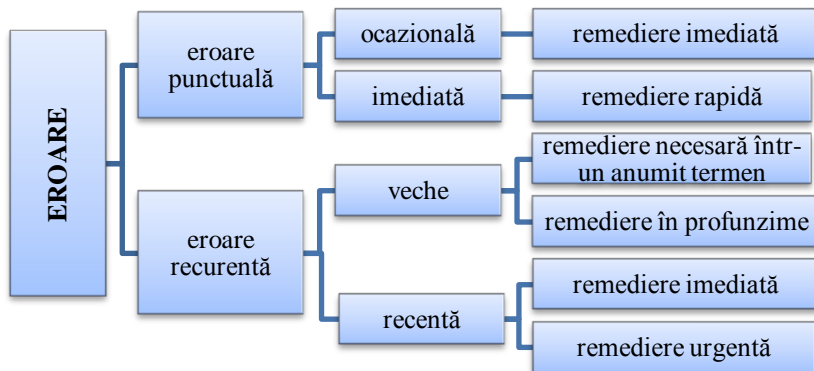 EROARE
eroare
punctuală
ocazională
remediere imediată
imediată
remediere rapidă
eroare
recurentă
veche
remediere necesară într-
un anumit termen
remediere în profunzime
recentă
remediere imediată
remediere urgentă